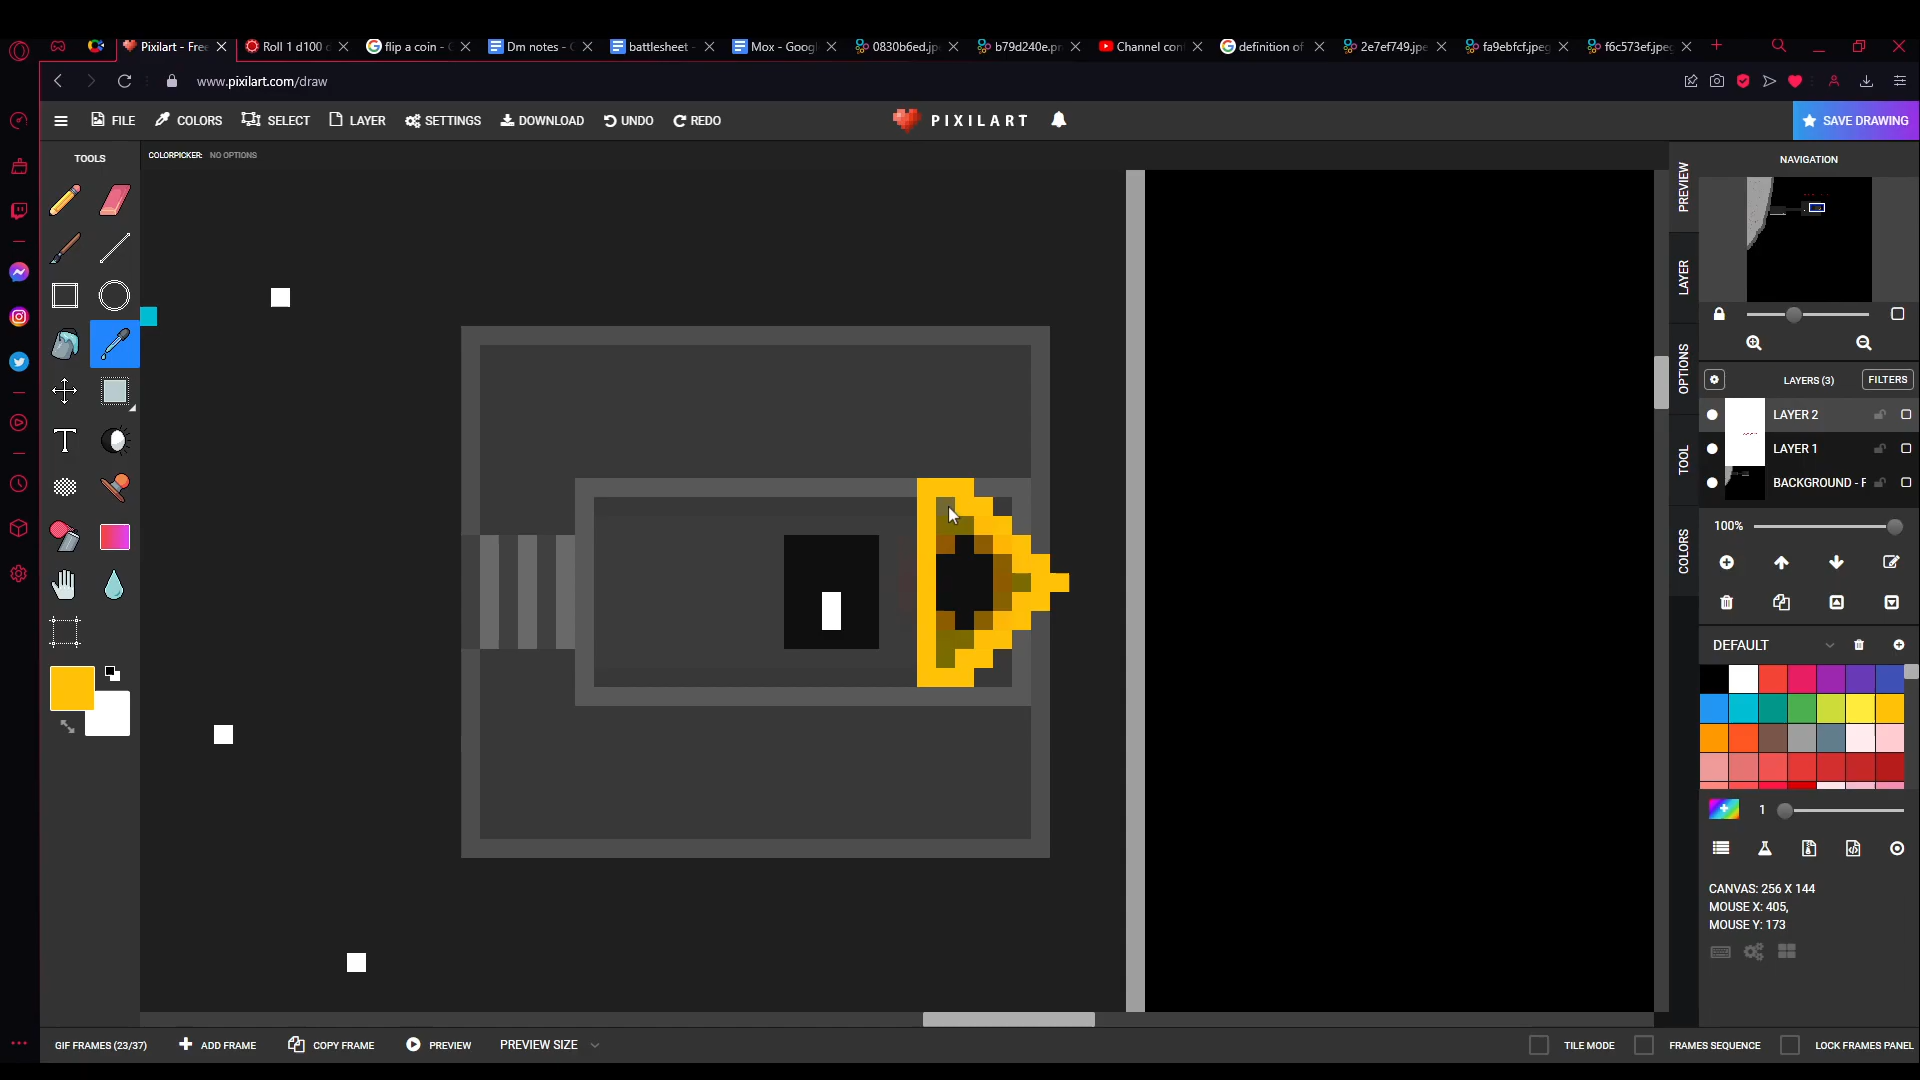 Pixilart - Free
Roll 1 d100
flip a coin - G
Dm notes - G
battlesheet -
Mox - Googl
0830b6ed.jp
b79d240e.pn
Channel con
definition of
2e7ef749.jpe
fa9ebfcf.jpeg
f6c573ef.jpeg
www.pixilart.com/draw
FILE
COLORS
SELECT
LAYER
SETTINGS
DOWNLOAD
UNDO
REDO
PIXILART
SAVE DRAWING
TOOLS
COLORPICKER: NO OPTIONS
NAVIGATION
PREVIEW
LAYER
OPTIONS
TOOL
COLORS
LAYERS (3)
FILTERS
LAYER 2
LAYER 1
BACKGROUND - F
100%
DEFAULT
1
CANVAS: 256 X 144
MOUSE X: 405,
MOUSE Y: 173
GIF FRAMES (23/37)
ADD FRAME
COPY FRAME
PREVIEW
PREVIEW SIZE
TILE MODE
FRAMES SEQUENCE
LOCK FRAMES PANEL